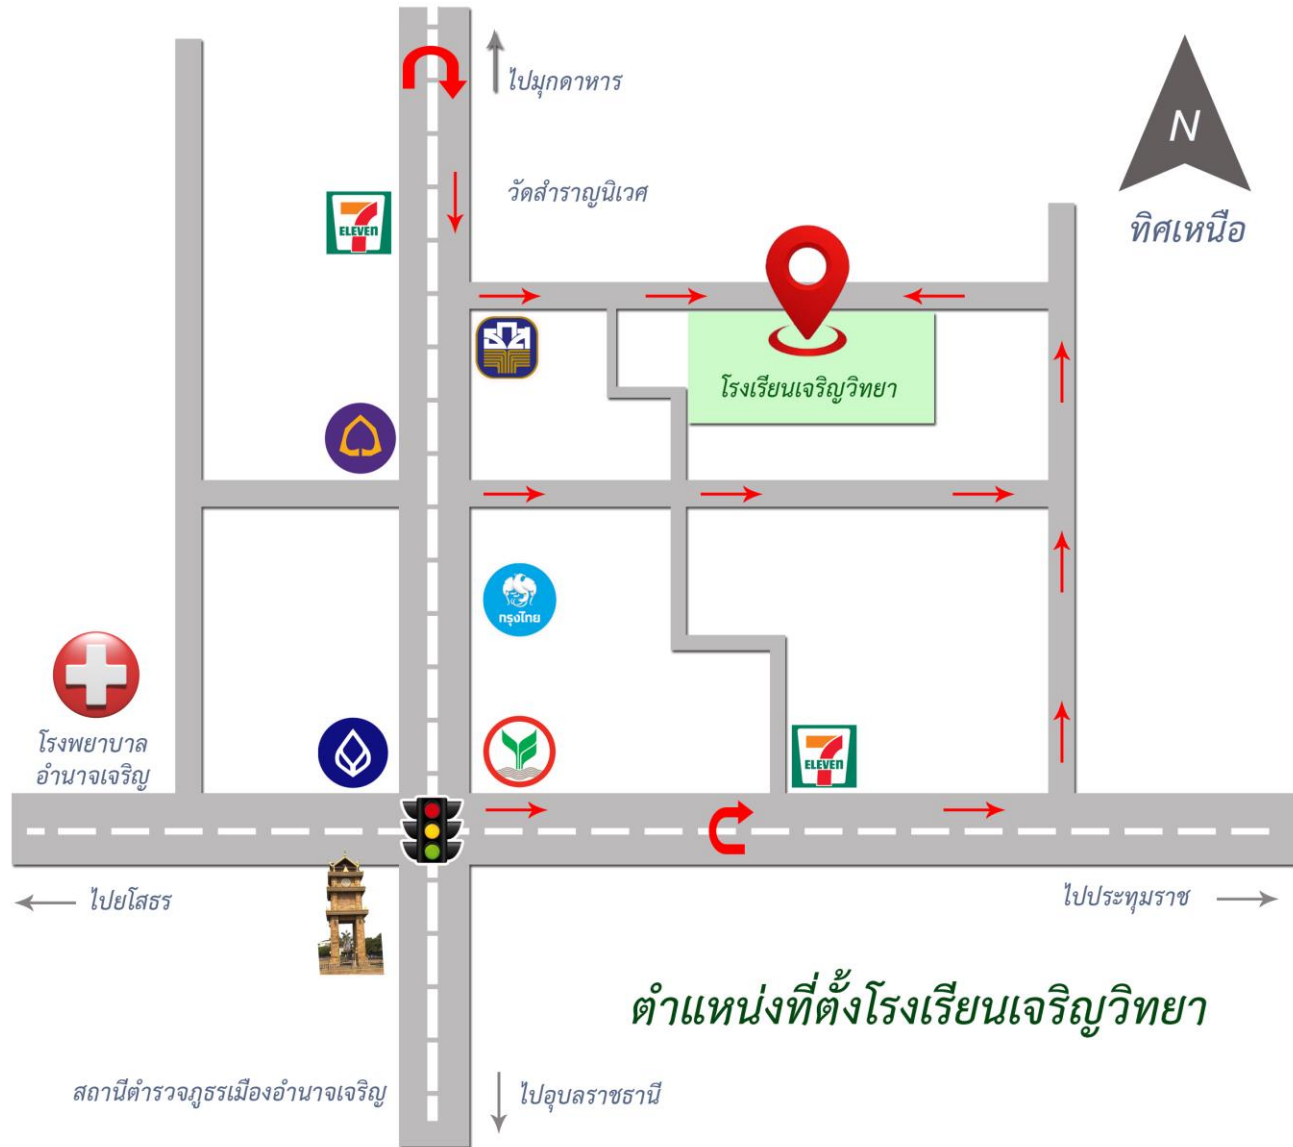 ไปมุกดาหาร
N
วัดสำราญนิเวศ
ELEVEN
ทิศเหนือ
ธกส
โรงเรียนเจริญวิทยา
กรุงไทย
โรงพยาบาล
อำนาจเจริญ
ELEVEN
ไปยโสธร
ไปประทุมราช
ตำแหน่งที่ตั้งโรงเรียนเจริญวิทยา
สถานีตำรวจภูธรเมืองอำนาจเจริญ
ไปอุบลราชธานี